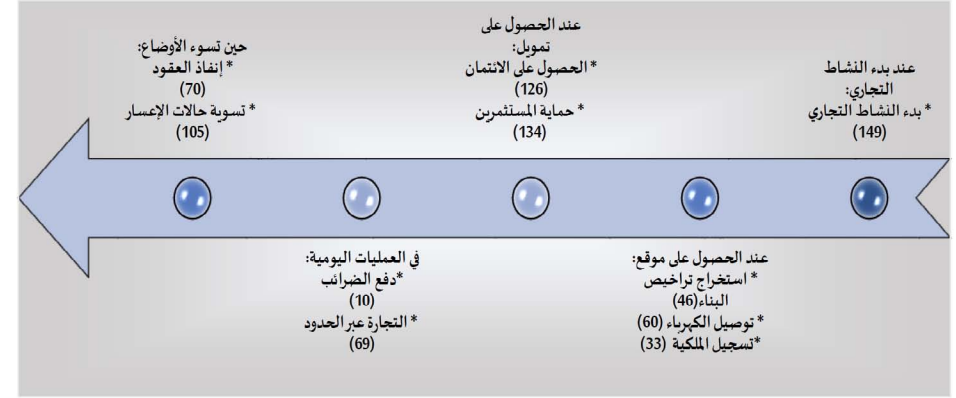 عند بدء النشاط
التجاري:
* بدء النشاط التجاري
(149)
عند الحصول على موقع:
* استخراج تراخيص
البناء(46)
* توصيل الكهرباء (60)
*تسجيل الملكية (33)
عند الحصول على
تمويل:
* الحصول على الائتمان
(126)
* حماية المستثمرين
(134)
في العمليات اليومية:
*دفع الضرائب
(10)
* التجارة عبر الحدود
(69)
حين تسوء الأوضاع:
* إنفاذ العقود
(70)
* تسوية حالات الإعسار
(105)